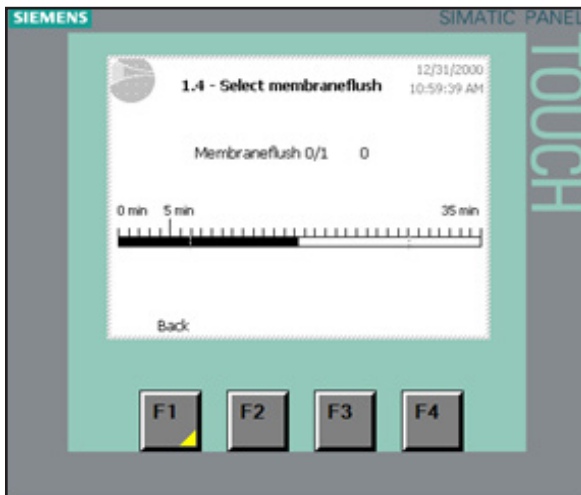 SIEMENS
SIMATIC PANEL
TOUCH
12/31/2000
1.4 - Select membraneflush
10:59:39 AM
Membraneflush 0/1 0
0 min 5 min 35 min
Back
F1 F2 F3 F4